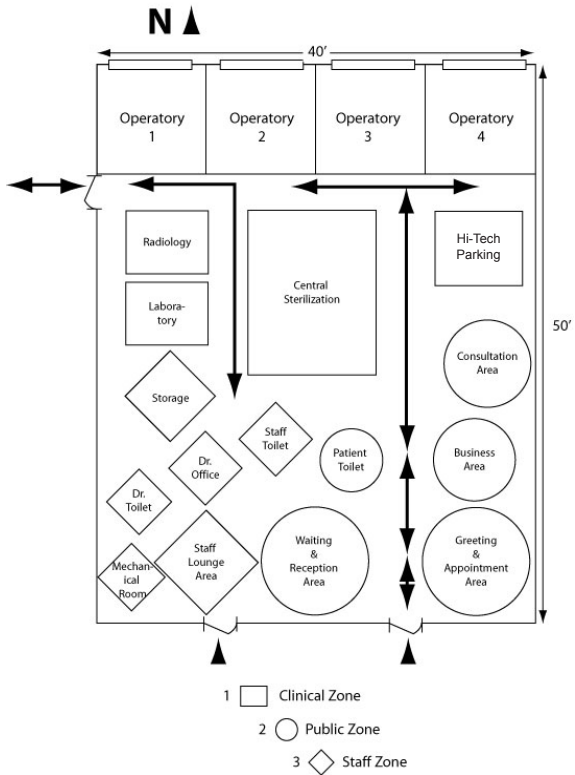 N
40’
Operatory
1
Operatory
2
Operatory
3
Operatory
4
Radiology
Central
Sterilization
Hi-Tech
Parking
Labora-
tory
50’
Consultation
Area
Storage
Staff
Toilet
Patient
Toilet
Business
Area
Dr.
Office
Dr.
Toilet
Mechan-
ical
Room
Staff
Lounge
Area
Waiting
&
Reception
Area
Greeting
&
Appointment
Area
1 Clinical Zone
2 Public Zone
3 Staff Zone